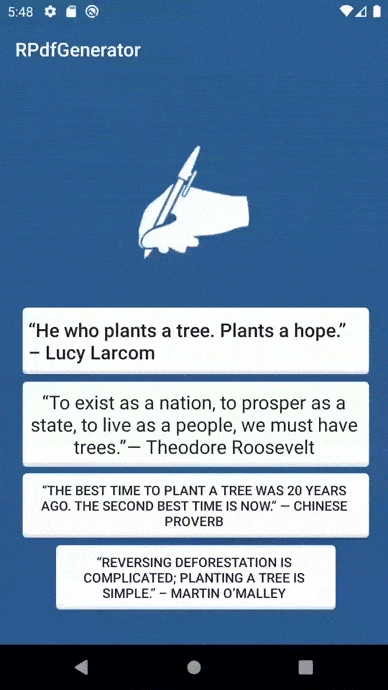 5:48
RPdfGenerator
“He who plants a tree. Plants a hope.”
– Lucy Larcom
“To exist as a nation, to prosper as a
state, to live as a people, we must have
trees.”— Theodore Roosevelt
“THE BEST TIME TO PLANT A TREE WAS 20 YEARS
AGO. THE SECOND BEST TIME IS NOW.” — CHINESE
PROVERB
“REVERSING DEFORESTATION IS
COMPLICATED; PLANTING A TREE IS
SIMPLE.” – MARTIN O’MALLEY